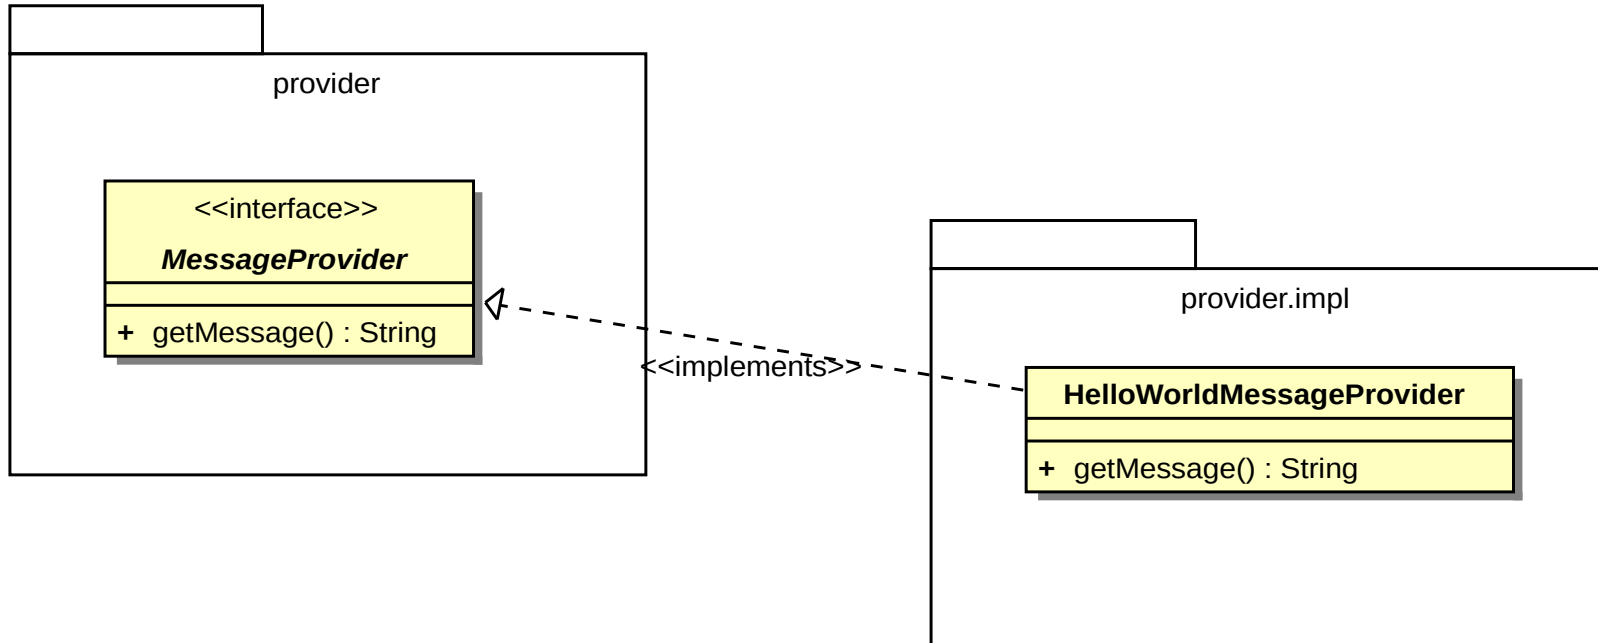 provider
<<interface>>
MessageProvider
+ getMessage() : String
<<implements>>
provider.impl
HelloWorldMessageProvider
+ getMessage() : String